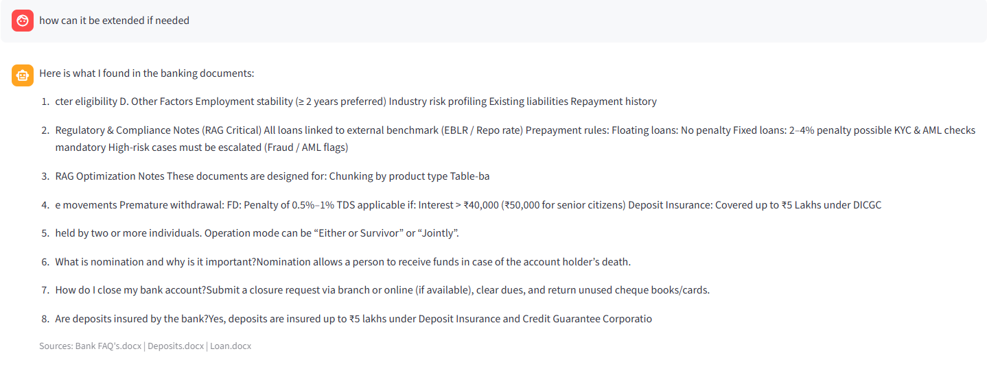 how can it be extended if needed
Here is what I found in the banking documents:
1. cter eligibility D. Other Factors Employment stability (≥ 2 years preferred) Industry risk profiling Existing liabilities Repayment history
2. Regulatory & Compliance Notes (RAG Critical) All loans linked to external benchmark (EBLR / Repo rate) Prepayment rules: Floating loans: No penalty Fixed loans: 2–4% penalty possible KYC & AML checks
mandatory High-risk cases must be escalated (Fraud / AML flags)
3. RAG Optimization Notes These documents are designed for: Chunking by product type Table-ba
4. e movements Premature withdrawal: FD: Penalty of 0.5%–1% TDS applicable if: Interest > ₹40,000 (₹50,000 for senior citizens) Deposit Insurance: Covered up to ₹5 Lakhs under DICGC
5. held by two or more individuals. Operation mode can be “Either or Survivor” or “Jointly”.
6. What is nomination and why is it important?Nomination allows a person to receive funds in case of the account holder’s death.
7. How do I close my bank account?Submit a closure request via branch or online (if available), clear dues, and return unused cheque books/cards.
8. Are deposits insured by the bank?Yes, deposits are insured up to ₹5 lakhs under Deposit Insurance and Credit Guarantee Corporatio
Sources: Bank FAQ's.docx | Deposits.docx | Loan.docx